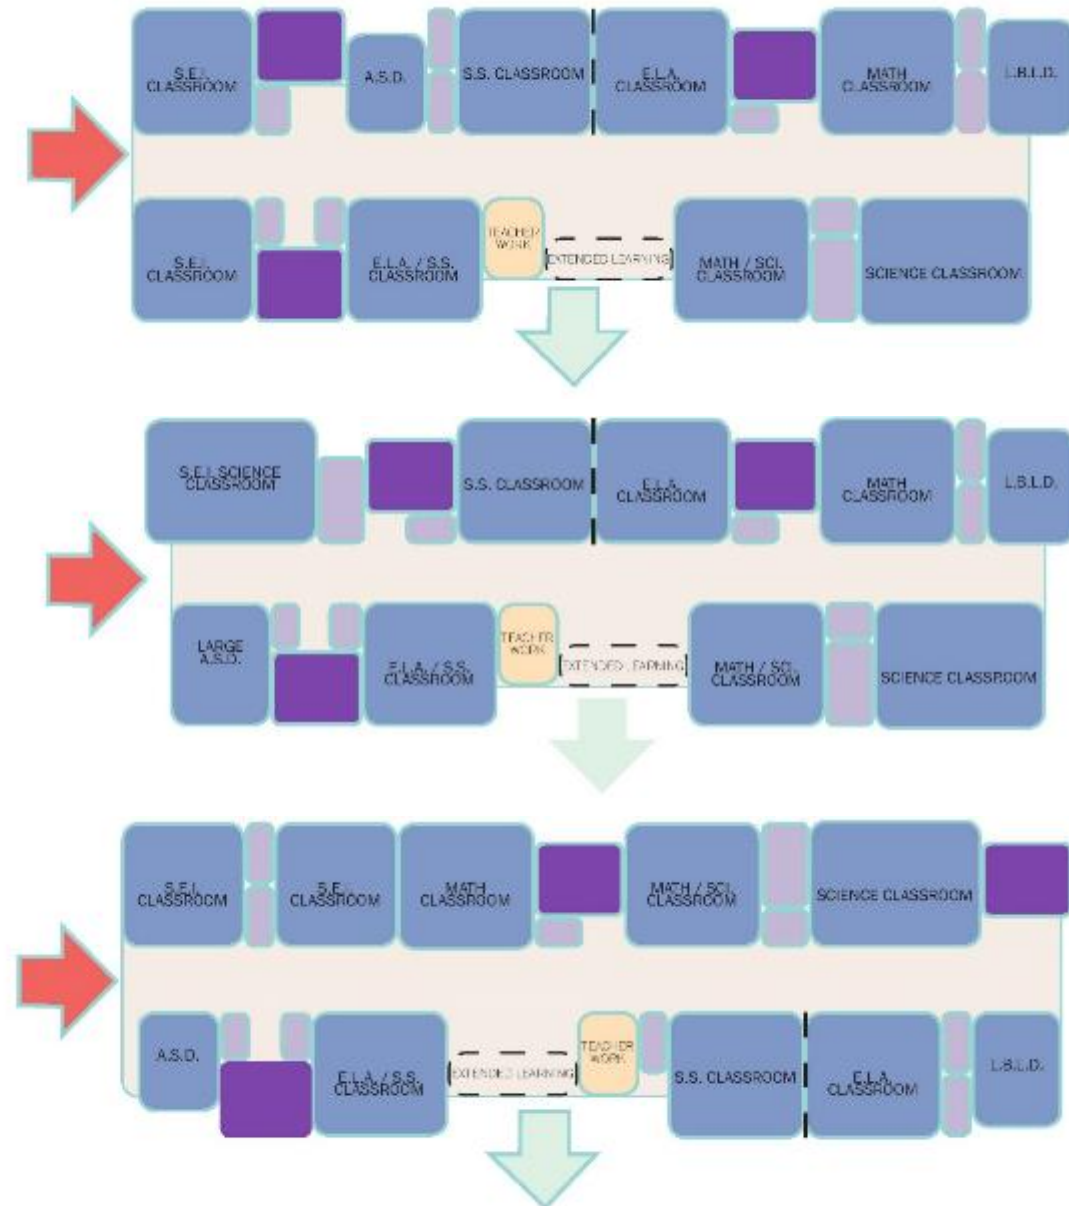 S.E.I.
CLASSROOM
A.S.D.
S.S. CLASSROOM
E.L.A.
CLASSROOM
MATH
CLASSROOM
L.B.L.D.
S.E.I.
CLASSROOM
E.L.A. / S.S.
CLASSROOM
TEACHER
WORK
EXTENDED LEARNING
MATH / SCI.
CLASSROOM
SCIENCE CLASSROOM
S.E.I. SCIENCE
CLASSROOM
S.S. CLASSROOM
E.L.A.
CLASSROOM
MATH
CLASSROOM
L.B.L.D.
LARGE
A.S.D.
E.L.A. / S.S.
CLASSROOM
TEACHER
WORK
EXTENDED LEARNING
MATH / SCI.
CLASSROOM
SCIENCE CLASSROOM
S.E.I.
CLASSROOM
S.E.I.
CLASSROOM
MATH
CLASSROOM
MATH / SCI.
CLASSROOM
SCIENCE CLASSROOM
A.S.D.
E.L.A. / S.S.
CLASSROOM
EXTENDED LEARNING
TEACHER
WORK
S.S. CLASSROOM
E.L.A.
CLASSROOM
L.B.L.D.